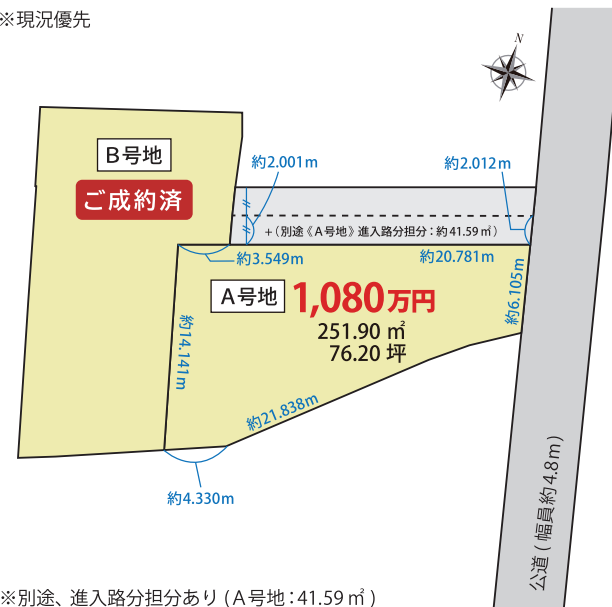 ※現況優先
N
B号地
ご成約済
約2.001m
約2.012m
+(別途《A号地》進入路分担分：約41.59㎡)
約3.549m
約20.781m
A号地
1,080万円
251.90㎡
76.20坪
約6.105m
約14.141m
約21.838m
約4.330m
公道(幅員約4.8m)
※別途、進入路分担分あり(A号地：41.59㎡)